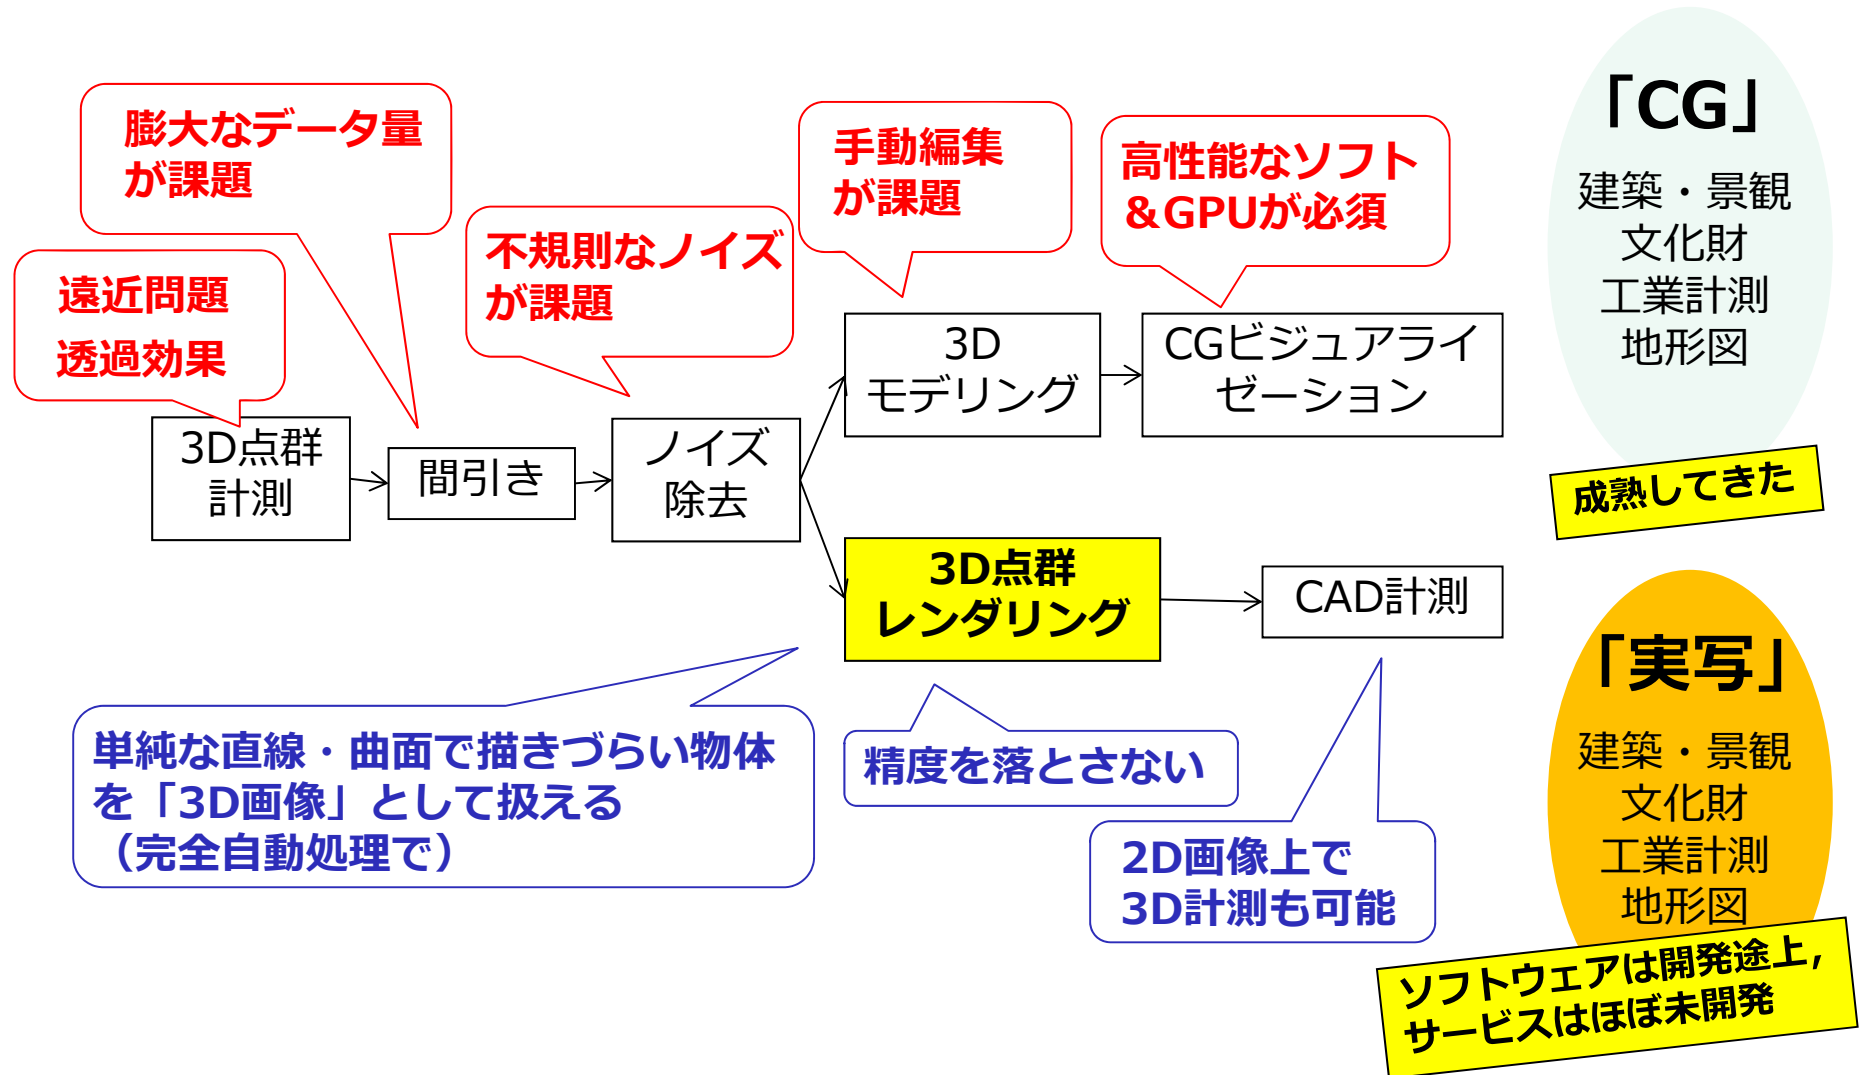 膨大なデータ量
が課題
遠近問題
透過効果
不規則なノイズ
が課題
手動編集
が課題
高性能なソフト
＆GPUが必須
「CG」
建築・景観
文化財
工業計測
地形図
成熟してきた
3D点群
計測
間引き
ノイズ
除去
3D
モデリング
CGビジュアライ
ゼーション
3D点群
レンダリング
CAD計測
単純な直線・曲面で描きづらい物体
を「3D画像」として扱える
（完全自動処理で）
精度を落とさない
2D画像上で
3D計測も可能
「実写」
建築・景観
文化財
工業計測
地形図
ソフトウェアは開発途上，
サービスはほぼ未開発